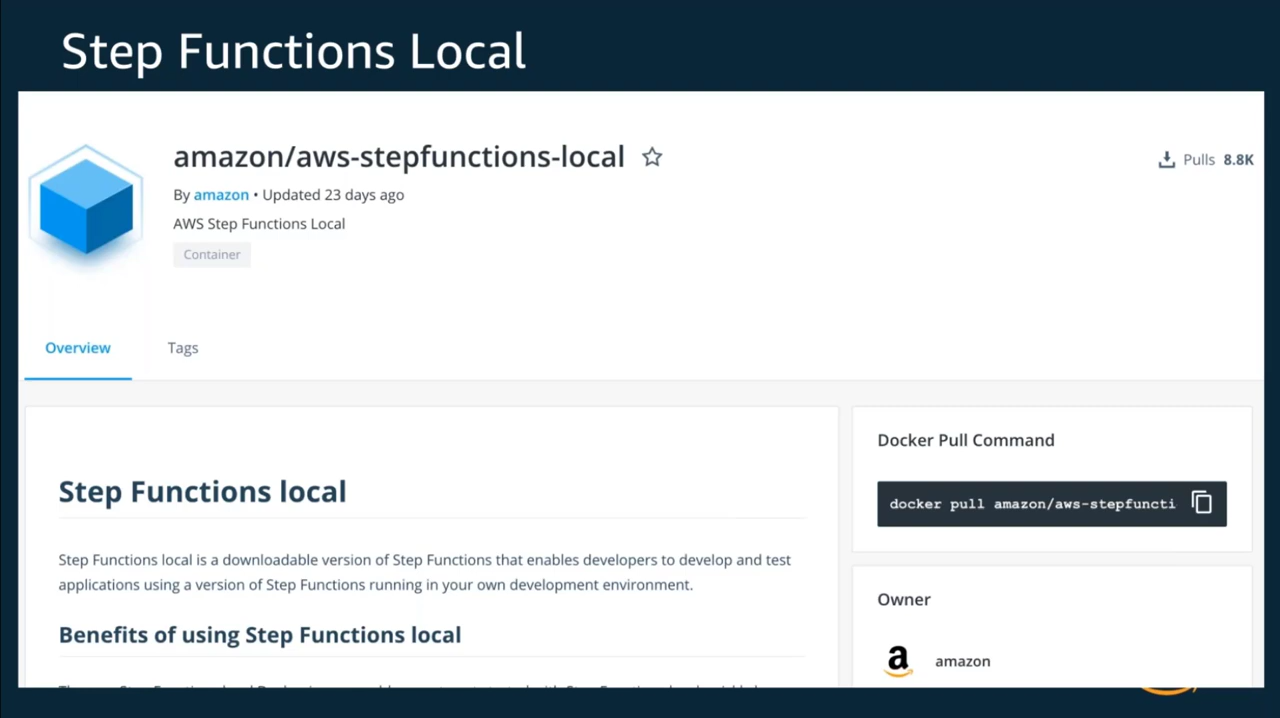 Step Functions Local
amazon/aws-stepfunctions-local
Pulls 8.8K
By amazon • Updated 23 days ago
AWS Step Functions Local
Container
Overview
Tags
Step Functions local
Step Functions local is a downloadable version of Step Functions that enables developers to develop and test
applications using a version of Step Functions running in your own development environment.
Benefits of using Step Functions local
Docker Pull Command
docker pull amazon/aws-stepfuncti
Owner
a
amazon